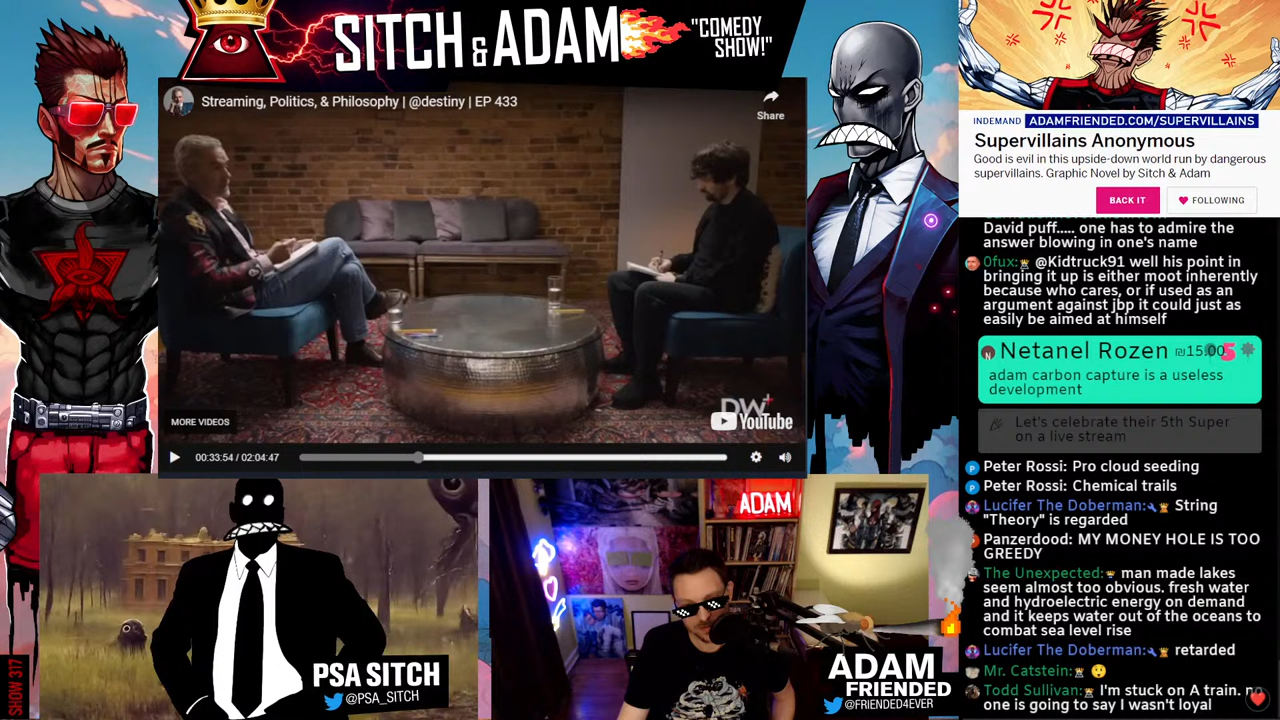 SITCH & ADAM
"COMEDY
SHOW!"
Streaming, Politics, & Philosophy | @destiny | EP 433
Share
MORE VIDEOS
DW+
YouTube
00:33:54 / 02:04:47
INDEMAND ADAMFRIENDED.COM/SUPERVILLAINS
Supervillains Anonymous
Good is evil in this upside-down world run by dangerous
supervillains. Graphic Novel by Sitch & Adam
BACK IT
FOLLOWING
David puff..... one has to admire the
answer blowing in one's name
0fux: @Kidtruck91 well his point in
bringing it up is either moot inherently
because who cares, or if used as an
argument against jbp it could just as
easily be aimed at himself
Netanel Rozen ₪15.00 5
adam carbon capture is a useless
development
Let's celebrate their 5th Super
on a live stream
Peter Rossi: Pro cloud seeding
Peter Rossi: Chemical trails
Lucifer The Doberman: String
"Theory" is regarded
Panzerdood: MY MONEY HOLE IS TOO
GREEDY
The Unexpected: man made lakes
seem almost too obvious. fresh water
and hydroelectric energy on demand
and it keeps water out of the oceans to
combat sea level rise
Lucifer The Doberman: retarded
Mr. Catstein:
Todd Sullivan: I'm stuck on A train. no
one is going to say I wasn't loyal
ADAM
PSA SITCH
@PSA_SITCH
ADAM
FRIENDED
@FRIENDED4EVER
SHOW 317